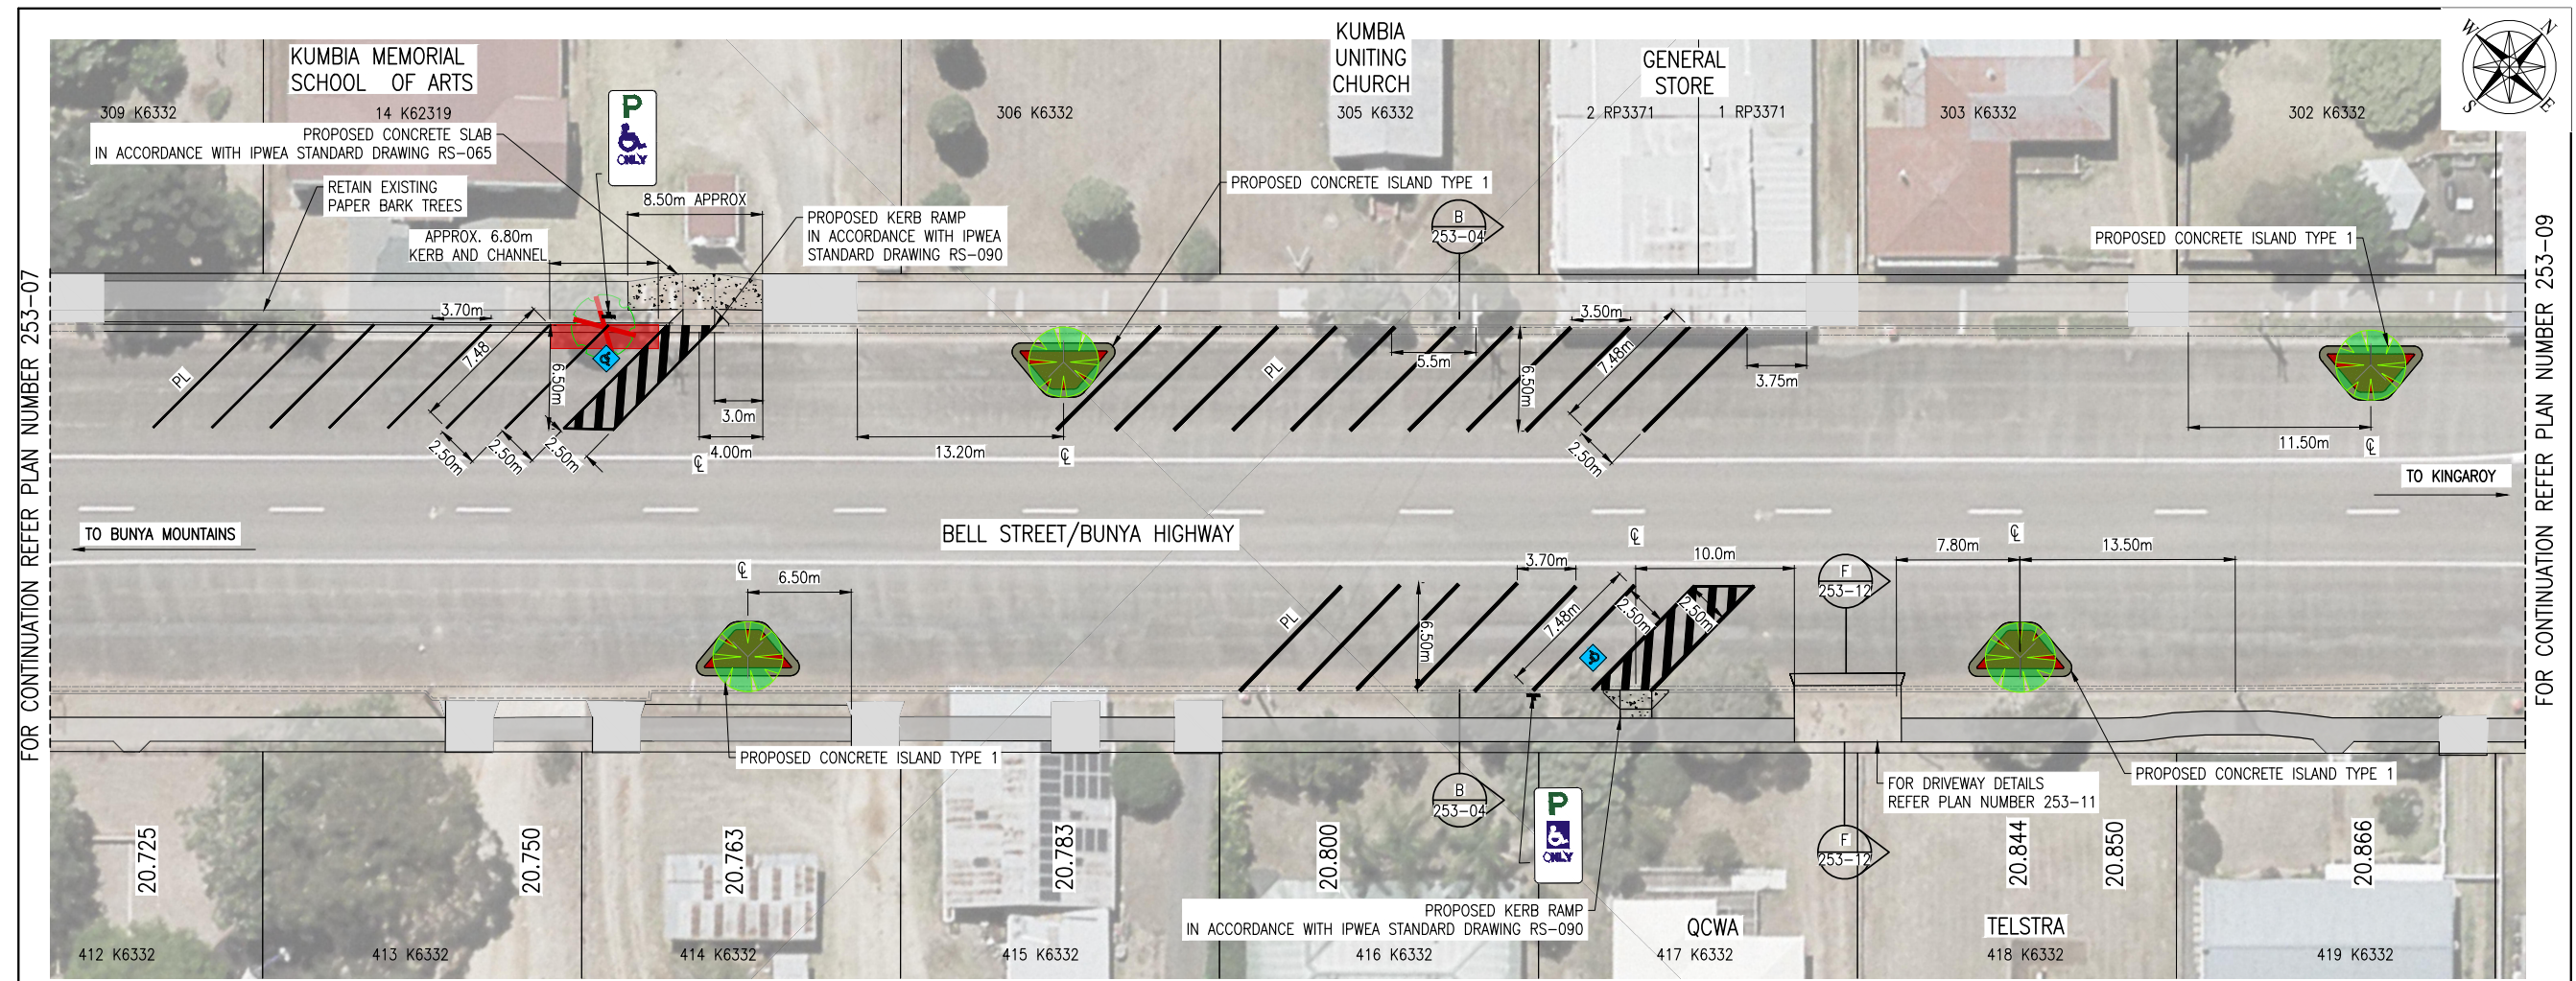 W
N
S
E
KUMBIA MEMORIAL
SCHOOL OF ARTS
309 K6332
14 K62319
306 K6332
KUMBIA
UNITING
CHURCH
305 K6332
GENERAL
STORE
2 RP3371
1 RP3371
303 K6332
302 K6332
PROPOSED CONCRETE SLAB
IN ACCORDANCE WITH IPWEA STANDARD DRAWING RS-065
P
ONLY
RETAIN EXISTING
PAPER BARK TREES
8.50m APPROX
APPROX. 6.80m
KERB AND CHANNEL
PROPOSED KERB RAMP
IN ACCORDANCE WITH IPWEA
STANDARD DRAWING RS-090
PROPOSED CONCRETE ISLAND TYPE 1
B
253-04
PROPOSED CONCRETE ISLAND TYPE 1
FOR CONTINUATION REFER PLAN NUMBER 253-07
FOR CONTINUATION REFER PLAN NUMBER 253-09
3.70m
7.48
PL
6.50m
2.50m
2.50m
2.50m
3.0m
4.00m
℄
13.20m
℄
PL
5.5m
3.50m
6.50m
7.48m
2.50m
3.75m
11.50m
℄
TO KINGAROY
TO BUNYA MOUNTAINS
BELL STREET/BUNYA HIGHWAY
℄
6.50m
PL
3.70m
6.50m
7.48m
2.50m
2.50m
℄
10.0m
F
253-12
7.80m
℄
13.50m
PROPOSED CONCRETE ISLAND TYPE 1
B
253-04
P
ONLY
FOR DRIVEWAY DETAILS
REFER PLAN NUMBER 253-11
PROPOSED CONCRETE ISLAND TYPE 1
F
253-12
20.725
20.750
20.763
20.783
20.800
20.844
20.850
20.866
PROPOSED KERB RAMP
IN ACCORDANCE WITH IPWEA STANDARD DRAWING RS-090
QCWA
TELSTRA
412 K6332
413 K6332
414 K6332
415 K6332
416 K6332
417 K6332
418 K6332
419 K6332